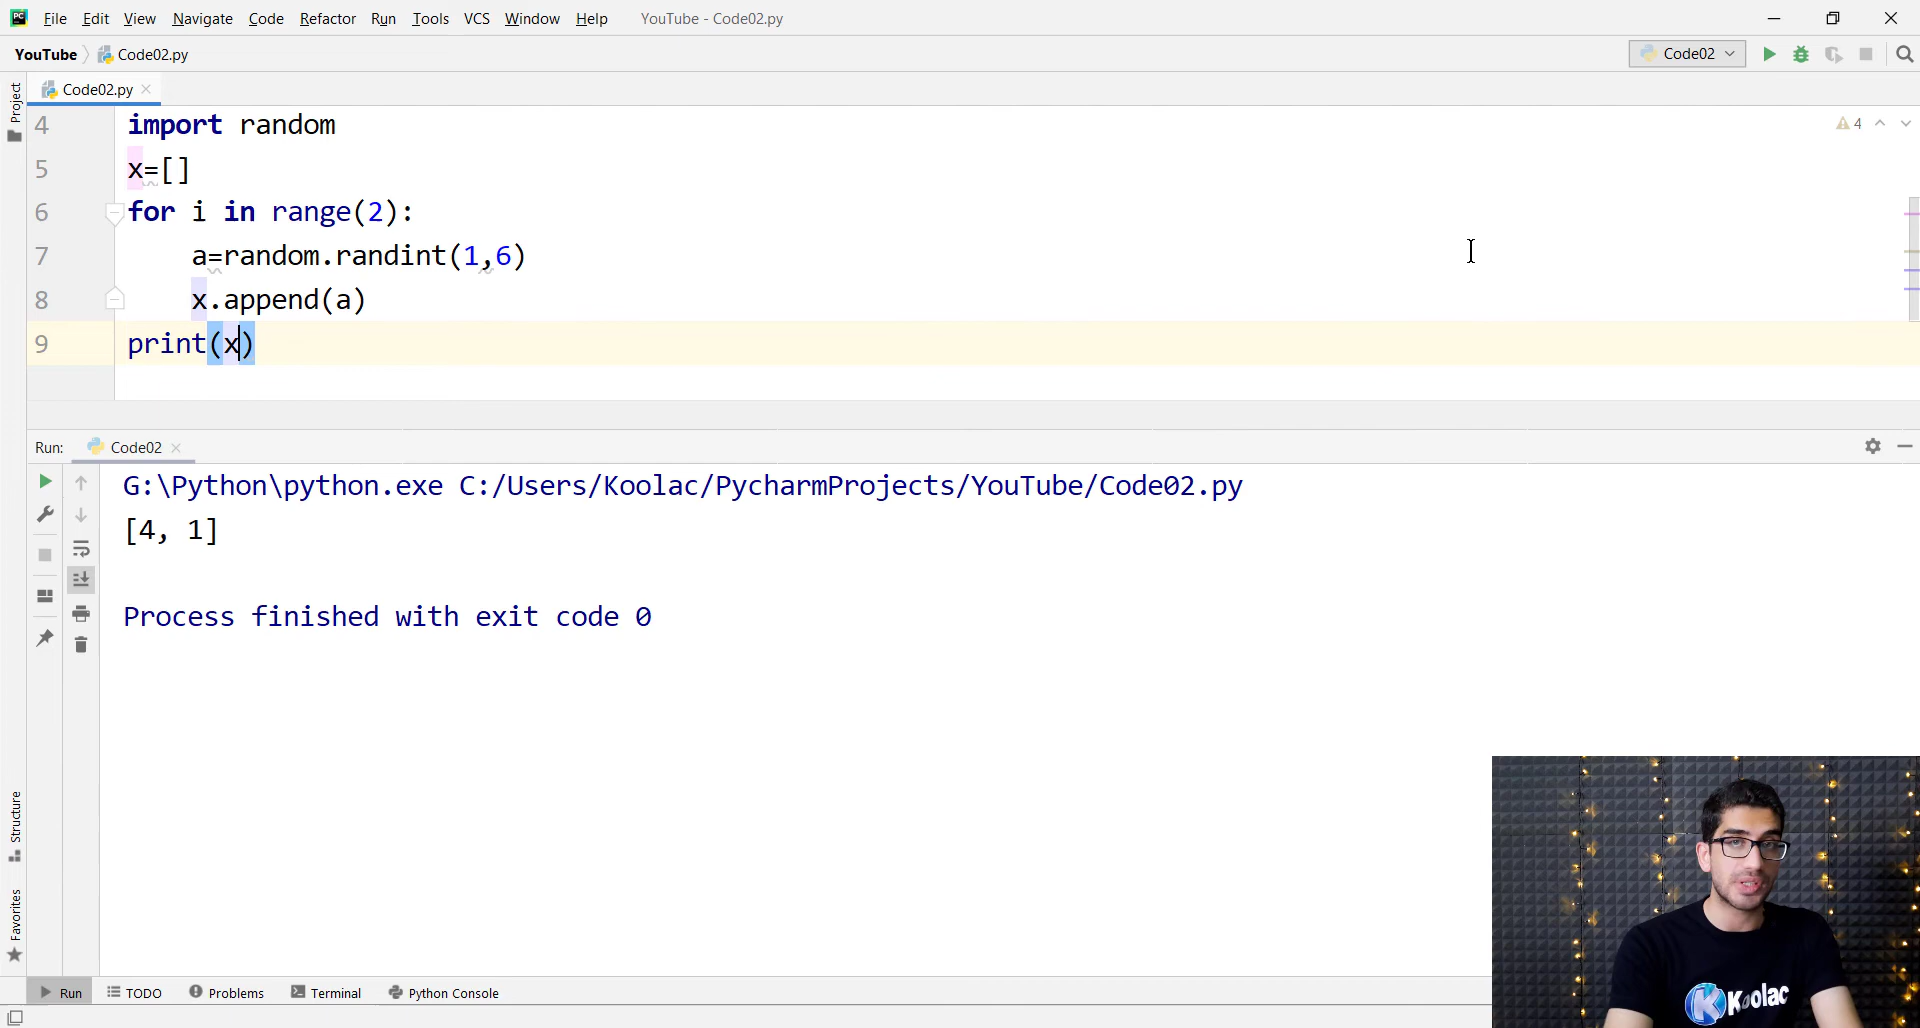 File Edit View Navigate Code Refactor Run Tools VCS Window Help YouTube - Code02.py
YouTube Code02.py Code02
Project
Code02.py
4 import random
4
5 x=[]
6 for i in range(2):
7 a=random.randint(1,6)
8 x.append(a)
9 print(x)
Run: Code02
G:\Python\python.exe C:/Users/Koolac/PycharmProjects/YouTube/Code02.py
[4, 1]
Process finished with exit code 0
Structure
Favorites
Koolac
Run TODO Problems Terminal Python Console